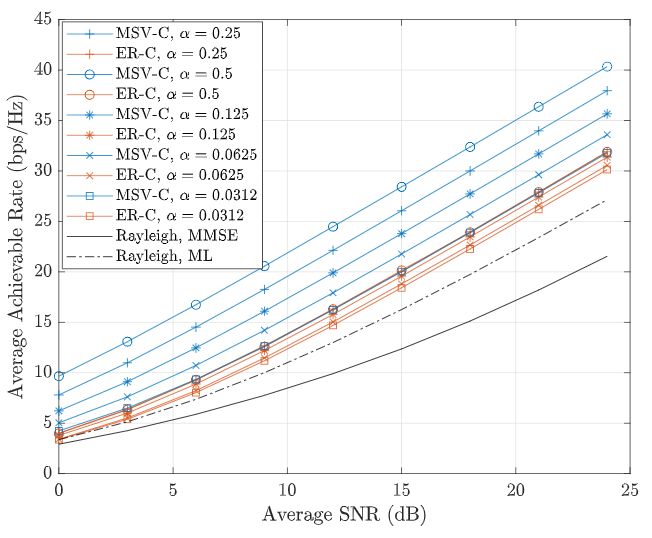 45
40
35
30
25
20
15
10
5
0
Average Achievable Rate (bps/Hz)
MSV-C, α = 0.25
ER-C, α = 0.25
MSV-C, α = 0.5
ER-C, α = 0.5
MSV-C, α = 0.125
ER-C, α = 0.125
MSV-C, α = 0.0625
ER-C, α = 0.0625
MSV-C, α = 0.0312
ER-C, α = 0.0312
Rayleigh, MMSE
Rayleigh, ML
0 5 10 15 20 25
Average SNR (dB)